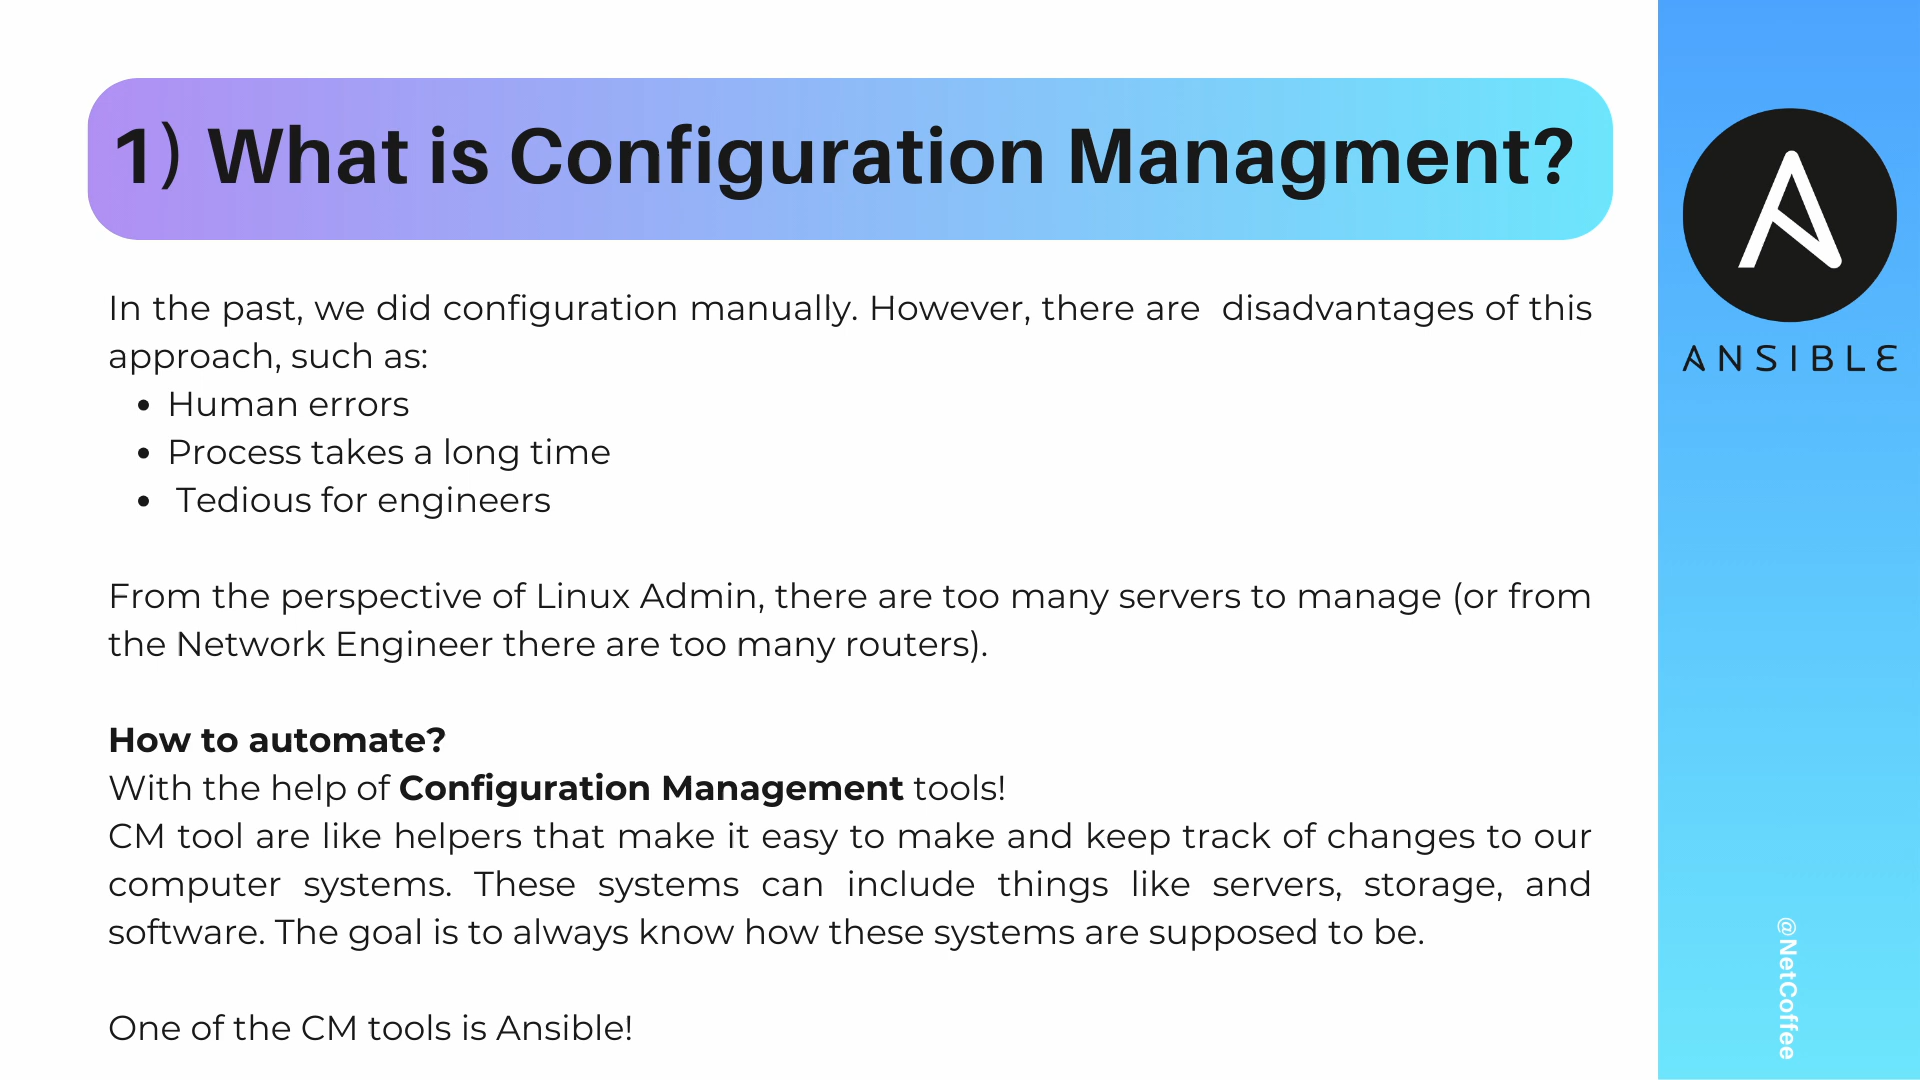 1) What is Configuration Managment?
In the past, we did configuration manually. However, there are  disadvantages of this
approach, such as:
• Human errors
• Process takes a long time
•  Tedious for engineers
From the perspective of Linux Admin, there are too many servers to manage (or from
the Network Engineer there are too many routers).
How to automate?
With the help of Configuration Management tools!
CM tool are like helpers that make it easy to make and keep track of changes to our
computer systems. These systems can include things like servers, storage, and
software. The goal is to always know how these systems are supposed to be.
One of the CM tools is Ansible!
ANSIBLE
@NetCoffee